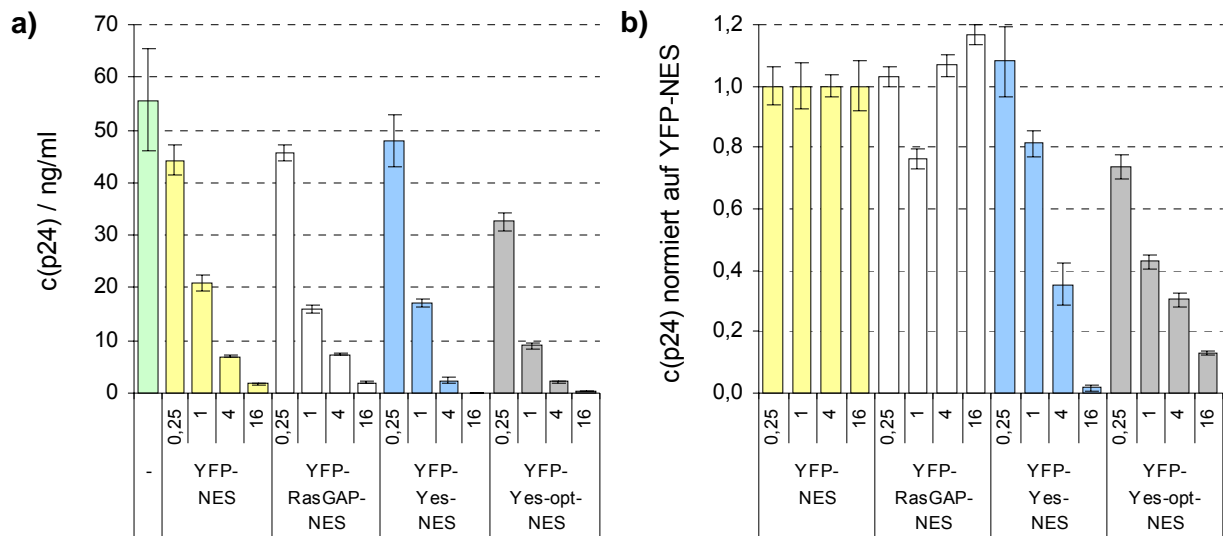 a)
c(p24) / ng/ml
70
60
50
40
30
20
10
0
0,25 1 4 16 0,25 1 4 16 0,25 1 4 16 0,25 1 4 16
- YFP- YFP- YFP- YFP-
NES RasGAP- Yes- Yes-opt-
NES NES NES
b)
c(p24) normiert auf YFP-NES
1,2
1,0
0,8
0,6
0,4
0,2
0,0
0,25 1 4 16 0,25 1 4 16 0,25 1 4 16 0,25 1 4 16
YFP- YFP- YFP- YFP-
NES RasGAP- Yes- Yes-opt-
NES NES NES